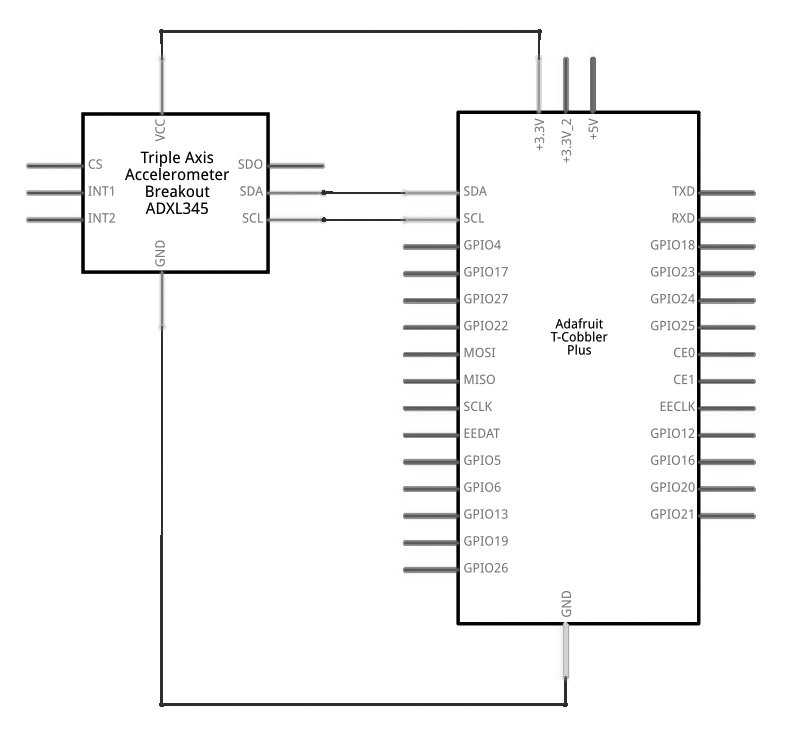 VCC
Triple Axis
Accelerometer
Breakout
ADXL345
CS
INT1
INT2
SDO
SDA
SCL
GND
+3.3V
+3.3V_2
+5V
SDA
SCL
GPIO4
GPIO17
GPIO27
GPIO22
MOSI
MISO
SCLK
EEDAT
GPIO5
GPIO6
GPIO13
GPIO19
GPIO26
Adafruit
T-Cobbler
Plus
TXD
RXD
GPIO18
GPIO23
GPIO24
GPIO25
CE0
CE1
EECLK
GPIO12
GPIO16
GPIO20
GPIO21
GND